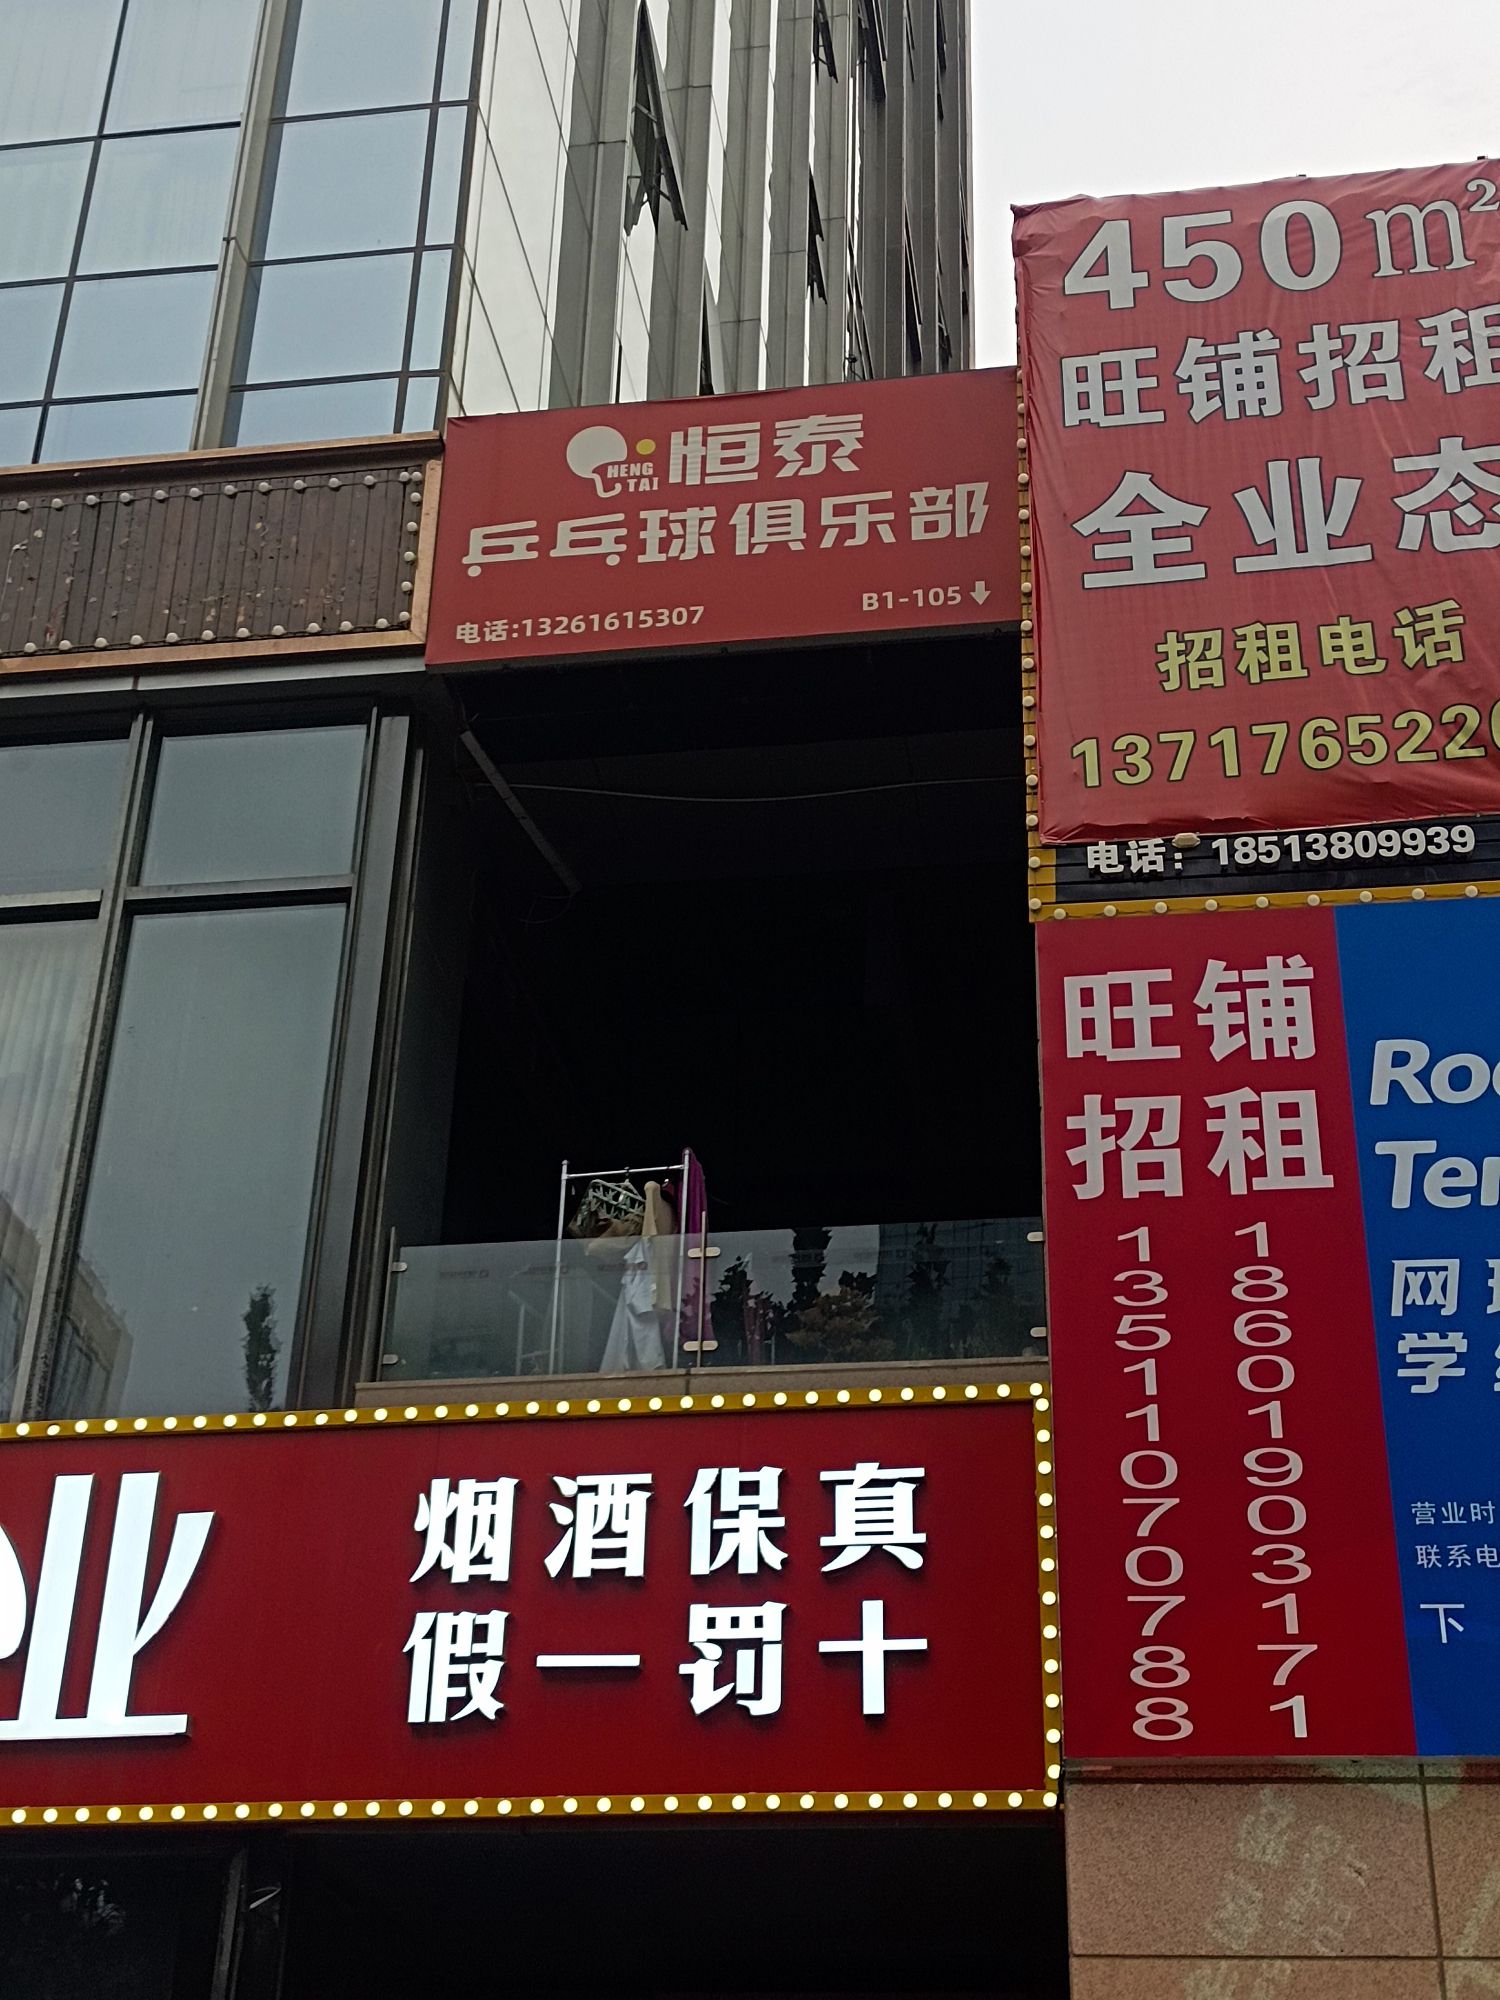 450m²
旺铺招租
全业态
招租电话
1371765220
电话：18513809939
HENG
TAI
恒泰
乒乓球俱乐部
B1-105
电话:13261615307
旺铺
招租
13511070788
18601903171
网
学
营业时
联系电
下
业
烟酒保真
假一罚十